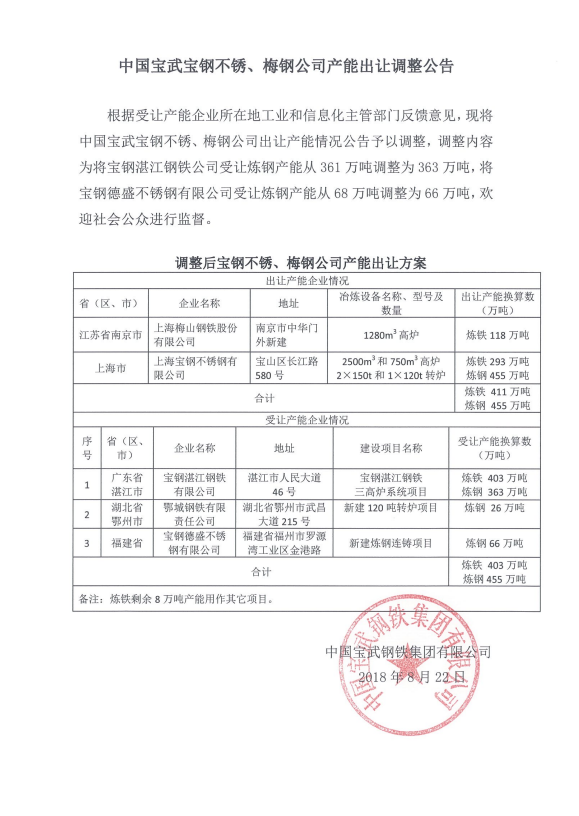 中国宝武宝钢不锈、梅钢公司产能出让调整公告
根据受让产能企业所在地工业和信息化主管部门反馈意见，现将
中国宝武宝钢不锈、梅钢公司出让产能情况公告予以调整，调整内容
为将宝钢湛江钢铁公司受让炼钢产能从 361 万吨调整为 363 万吨，将
宝钢德盛不锈钢有限公司受让炼钢产能从 68 万吨调整为 66 万吨，欢
迎社会公众进行监督。
调整后宝钢不锈、梅钢公司产能出让方案
出让产能企业情况
省（区、市） 企业名称 地址 冶炼设备名称、型号及 出让产能换算数
数量 （万吨）
江苏省南京市 上海梅山钢铁股份 南京市中华门 1280m³ 高炉 炼铁 118 万吨
有限公司 外新建
上海市 上海宝钢不锈钢有 宝山区长江路 2500m³ 和 750m³ 高炉 炼铁 293 万吨
限公司 580 号 2×150t 和 1×120t 转炉 炼钢 455 万吨
合计 炼铁 411 万吨
炼钢 455 万吨
受让产能企业情况
序 省（区、 企业名称 地址 建设项目名称 受让产能换算数
号 市） （万吨）
1 广东省 宝钢湛江钢铁 湛江市人民大道 宝钢湛江钢铁 炼铁 403 万吨
湛江市 有限公司 46 号 三高炉系统项目 炼钢 363 万吨
2 湖北省 鄂城钢铁有限 湖北省鄂州市武昌 新建 120 吨转炉项目 炼钢 26 万吨
鄂州市 责任公司 大道 215 号
3 福建省 宝钢德盛不锈 福建省福州市罗源 新建炼钢连铸项目 炼钢 66 万吨
钢有限公司 湾工业区金港路
合计 炼铁 403 万吨
炼钢 455 万吨
备注：炼铁剩余 8 万吨产能用作其它项目。
中国宝武钢铁集团有限公司
2018 年 8 月 22 日
中国宝武钢铁集团有限公司